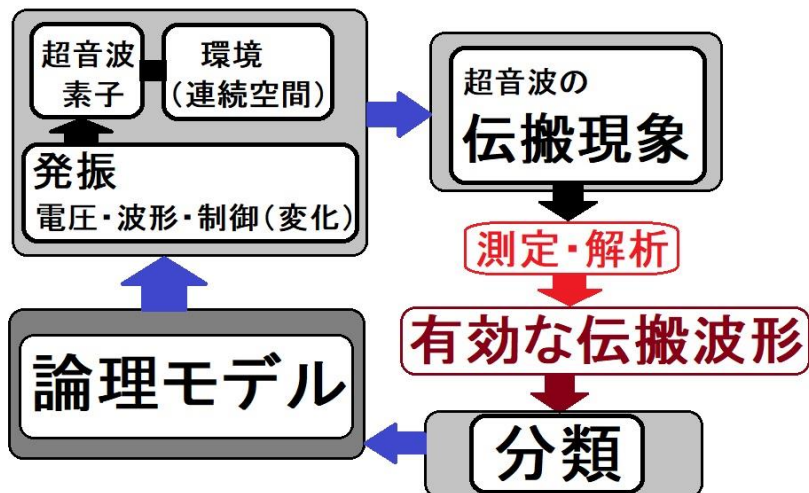 超音波
素子
環境
(連続空間)
発振
電圧・波形・制御(変化)
超音波の
伝搬現象
測定・解析
有効な伝搬波形
分類
論理モデル